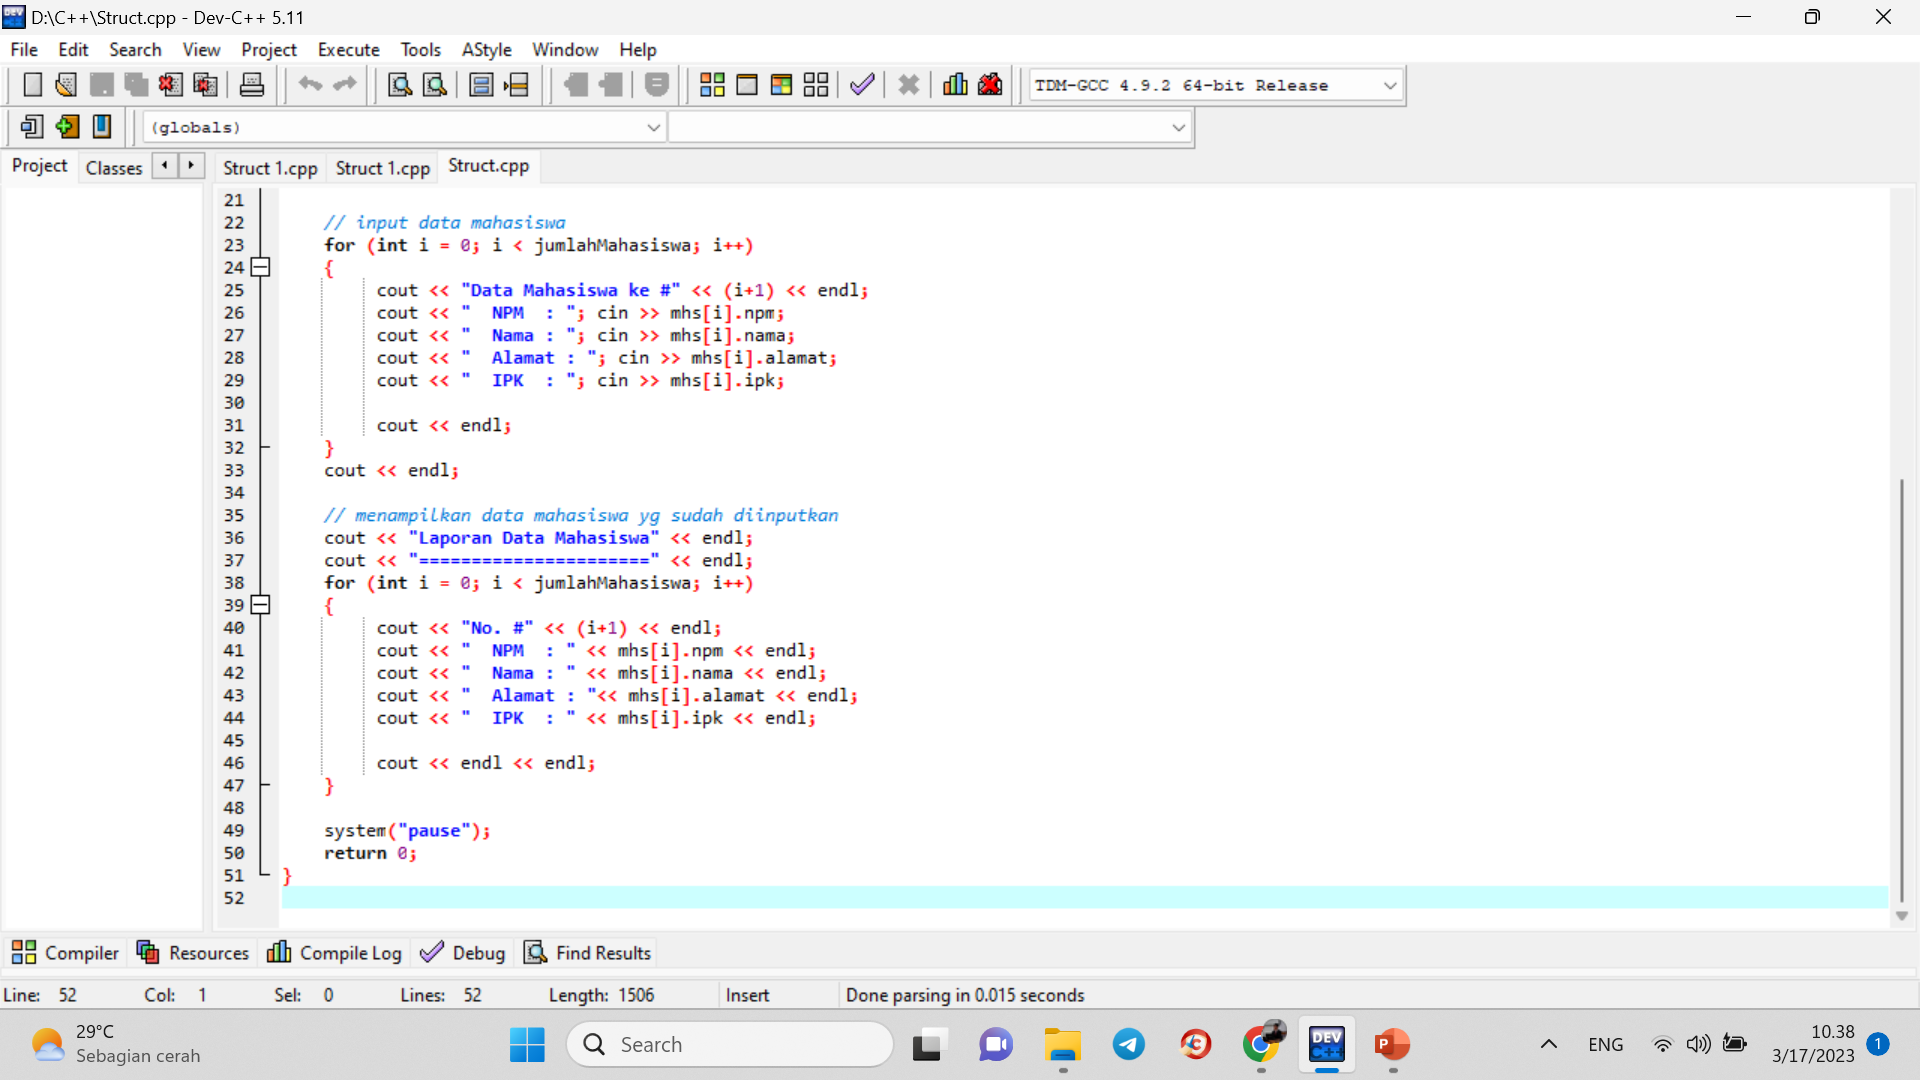 D:\C++\Struct.cpp - Dev-C++ 5.11
File Edit Search View Project Execute Tools AStyle Window Help
TDM-GCC 4.9.2 64-bit Release
(globals)
Project Classes Struct 1.cpp Struct 1.cpp Struct.cpp
21
22 // input data mahasiswa
23 for (int i = 0; i < jumlahMahasiswa; i++)
24 {
25 cout << "Data Mahasiswa ke #" << (i+1) << endl;
26 cout << "  NPM  : "; cin >> mhs[i].npm;
27 cout << "  Nama : "; cin >> mhs[i].nama;
28 cout << "  Alamat : "; cin >> mhs[i].alamat;
29 cout << "  IPK  : "; cin >> mhs[i].ipk;
30
31 cout << endl;
32 }
33 cout << endl;
34
35 // menampilkan data mahasiswa yg sudah diinputkan
36 cout << "Laporan Data Mahasiswa" << endl;
37 cout << "======================" << endl;
38 for (int i = 0; i < jumlahMahasiswa; i++)
39 {
40 cout << "No. #" << (i+1) << endl;
41 cout << "  NPM  : " << mhs[i].npm << endl;
42 cout << "  Nama : " << mhs[i].nama << endl;
43 cout << "  Alamat : "<< mhs[i].alamat << endl;
44 cout << "  IPK  : " << mhs[i].ipk << endl;
45
46 cout << endl << endl;
47 }
48
49 system("pause");
50 return 0;
51 }
52
Compiler Resources Compile Log Debug Find Results
Line: 52 Col: 1 Sel: 0 Lines: 52 Length: 1506 Insert Done parsing in 0.015 seconds
29°C
Sebagian cerah
Search
DEV C++
P
ENG
10.38
3/17/2023
1